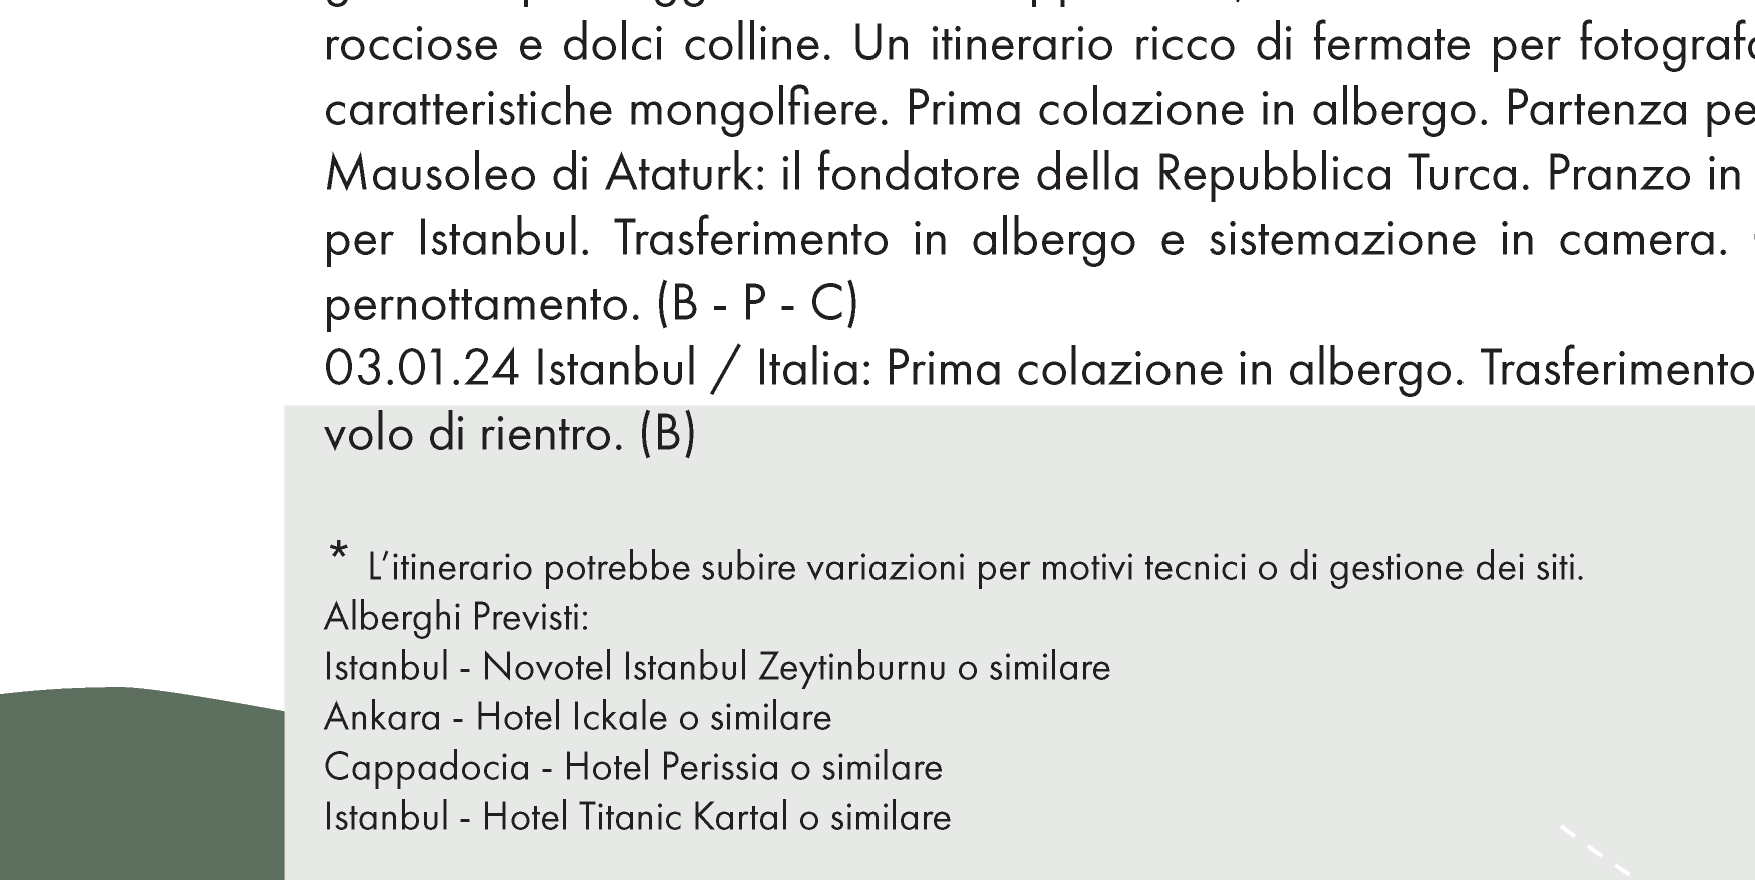 rocciose e dolci colline. Un itinerario ricco di fermate per
caratteristiche mongolfiere. Prima colazione in albergo. Partenza
Mausoleo di Ataturk: il fondatore della Repubblica Turca. Pranzo in
per Istanbul. Trasferimento in albergo e sistemazione in camera.
pernottamento. (B - P - C)
03.01.24 Istanbul / Italia: Prima colazione in albergo. Trasferimento
volo di rientro. (B)
* L’itinerario potrebbe subire variazioni per motivi tecnici o di gestione dei siti.
Alberghi Previsti:
Istanbul - Novotel Istanbul Zeytinburnu o similare
Ankara - Hotel Ickale o similare
Cappadocia - Hotel Perissia o similare
Istanbul - Hotel Titanic Kartal o similare